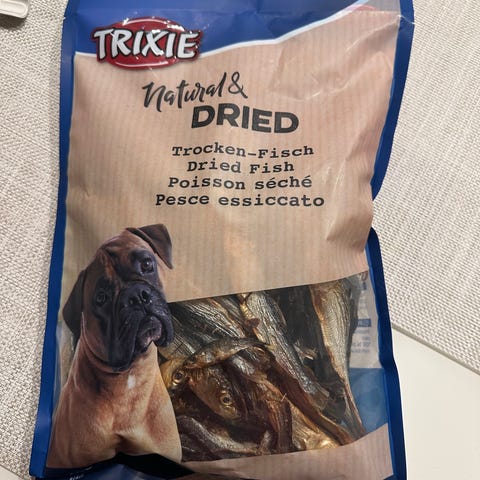 TRIXIE
Natural &
DRIED
Trocken-Fisch
Dried Fish
Poisson séché
Pesce essiccato